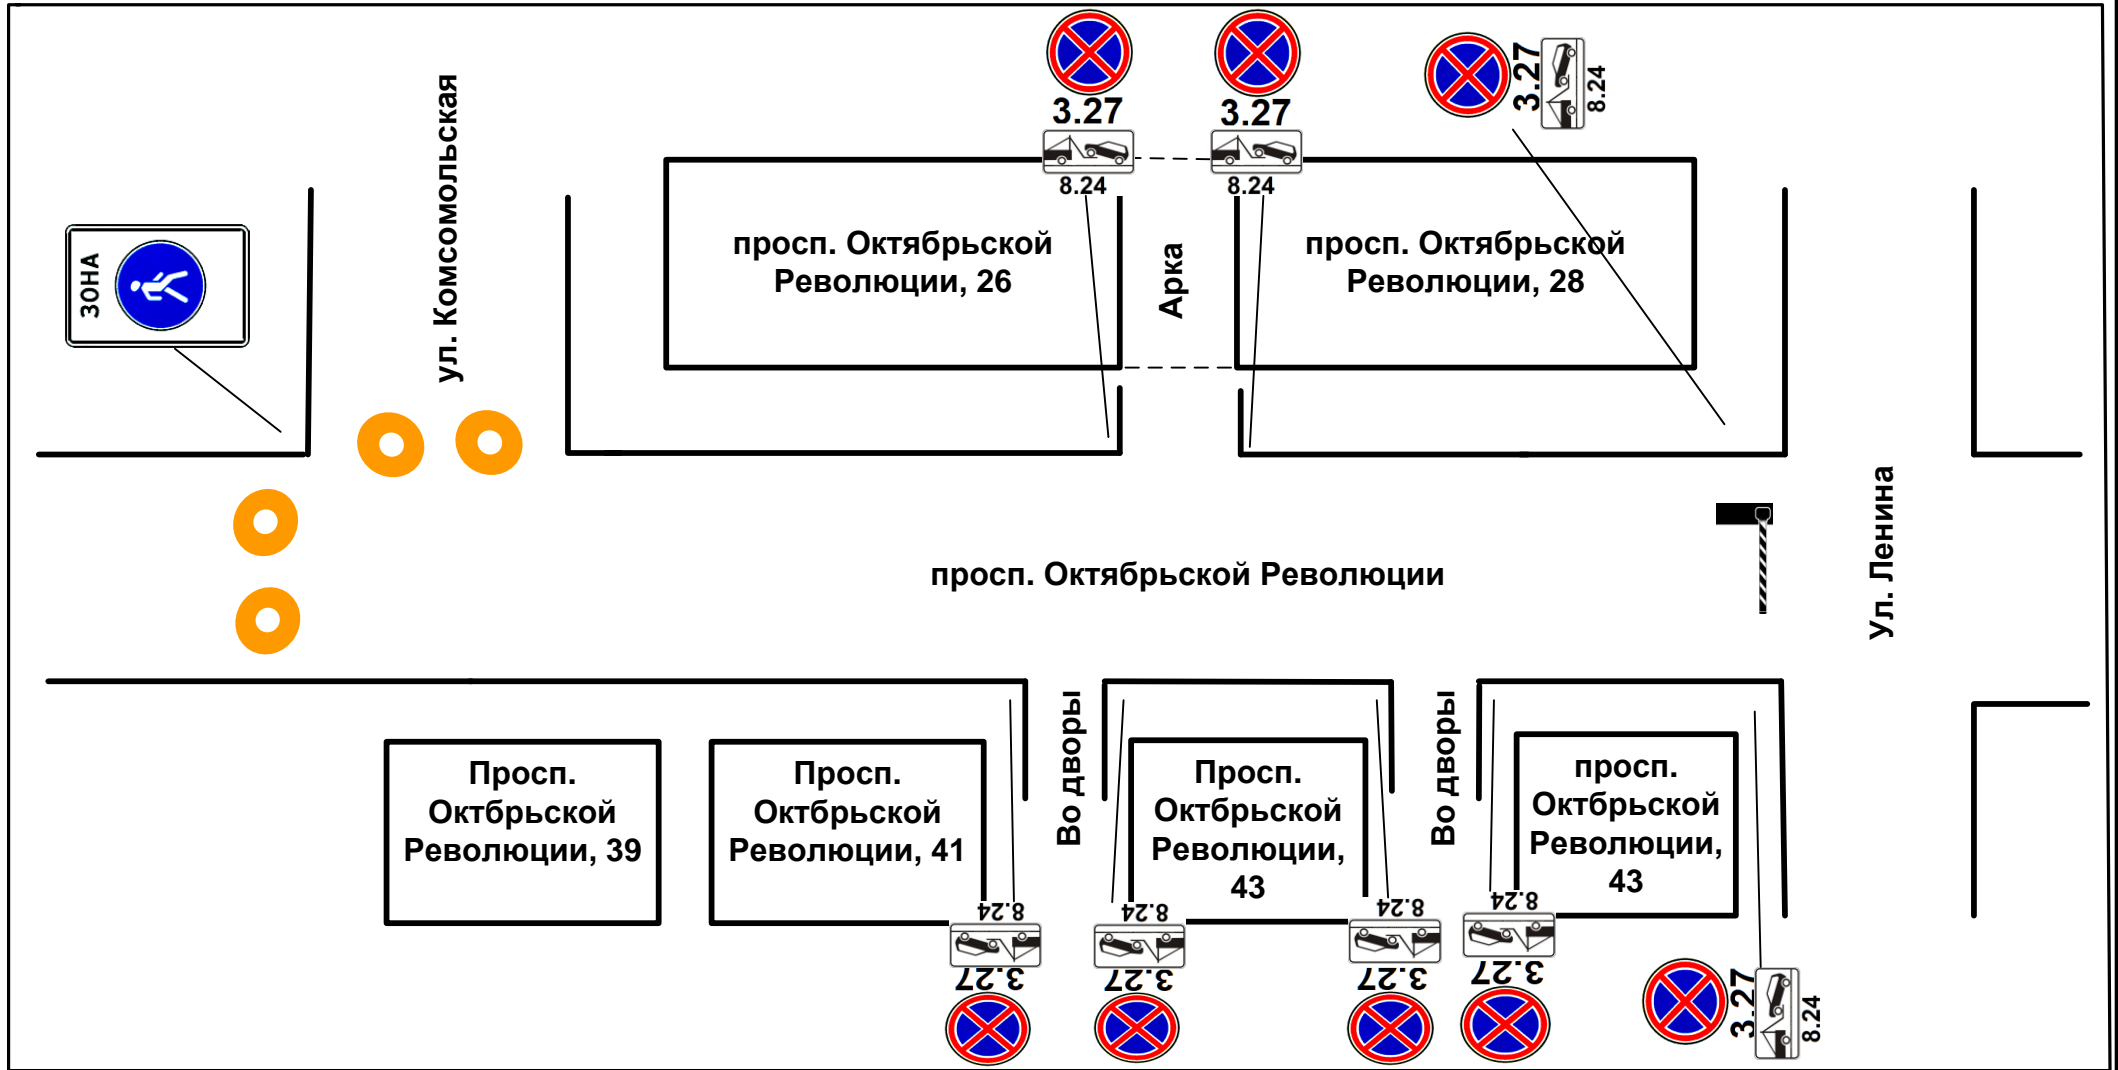 3.27
8.24
3.27
8.24
3.27
8.24
ул. Комсомольская
ЗОНА
просп. Октябрьской
Революции, 26
Арка
просп. Октябрьской
Революции, 28
просп. Октябрьской Революции
Ул. Ленина
Просп.
Октбрьской
Революции, 39
Просп.
Октбрьской
Революции, 41
Во дворы
Просп.
Октбрьской
Революции,
43
Во дворы
просп.
Октбрьской
Революции,
43
8.24
3.27
8.24
3.27
8.24
3.27
8.24
3.27
3.27
8.24